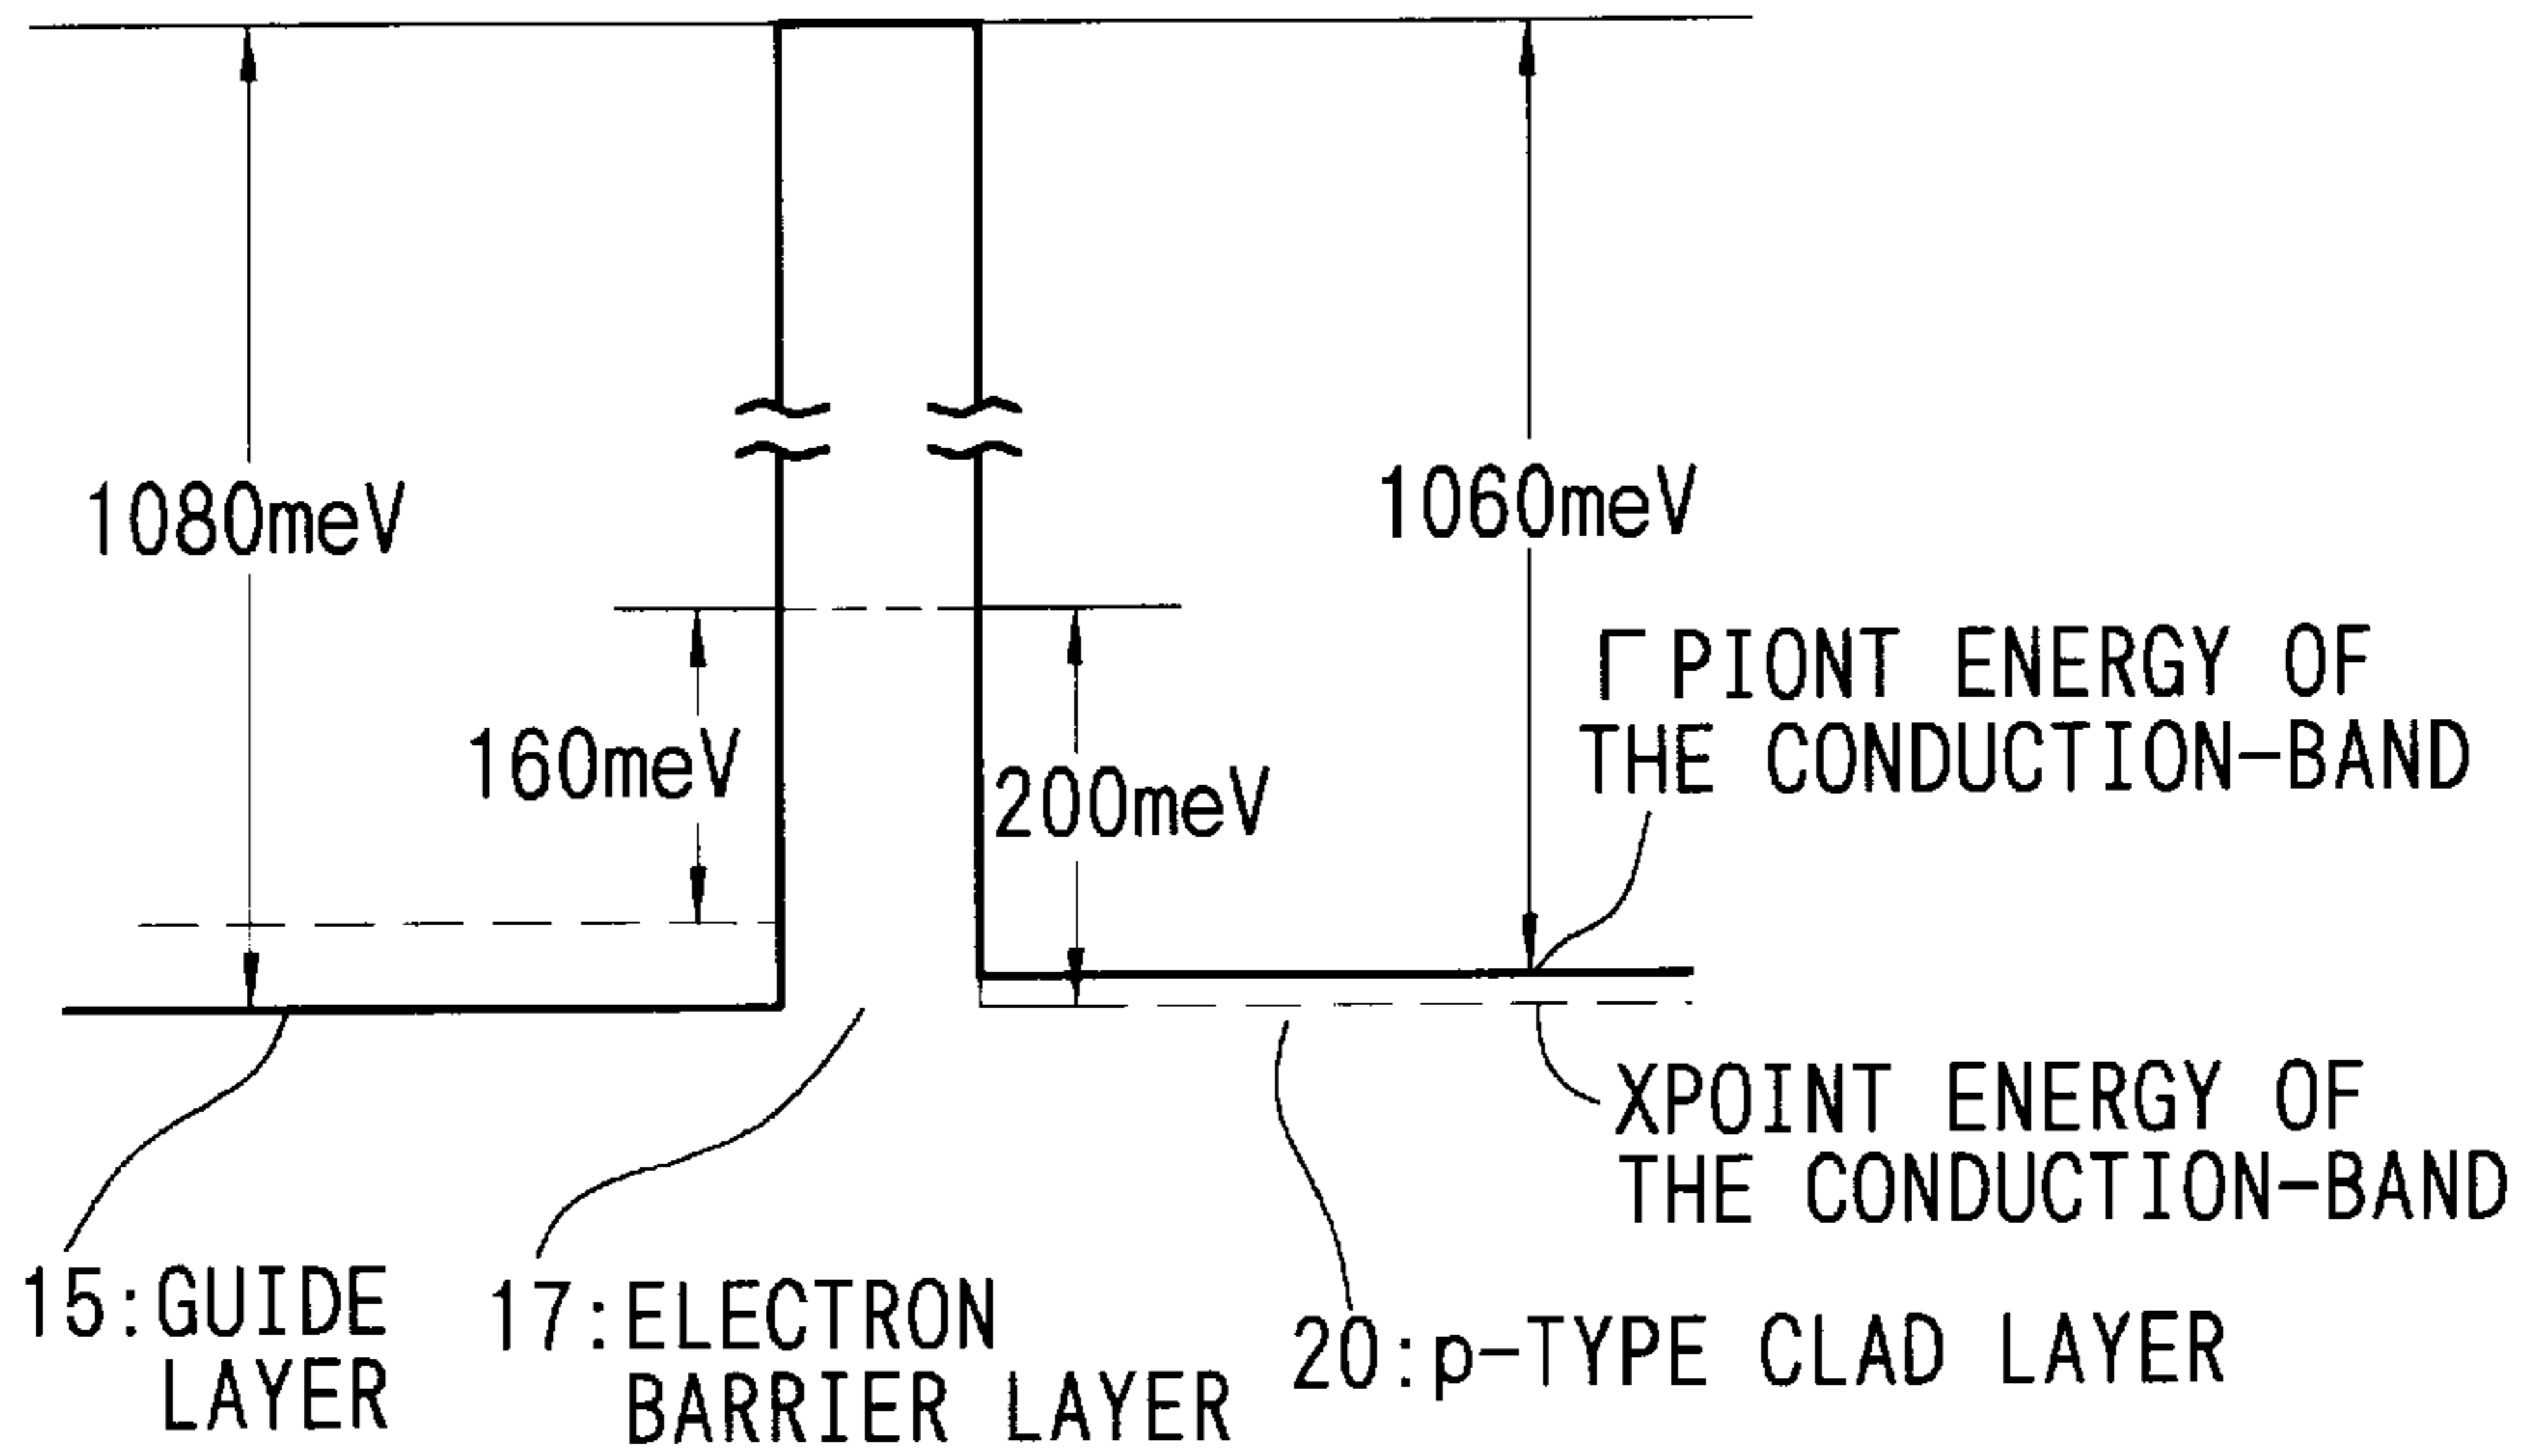 1080meV
1060meV
160meV
200meV
Γ PIONT ENERGY OF
THE CONDUCTION-BAND
XPOINT ENERGY OF
THE CONDUCTION-BAND
15:GUIDE
LAYER
17:ELECTRON
BARRIER LAYER
20:p-TYPE CLAD LAYER